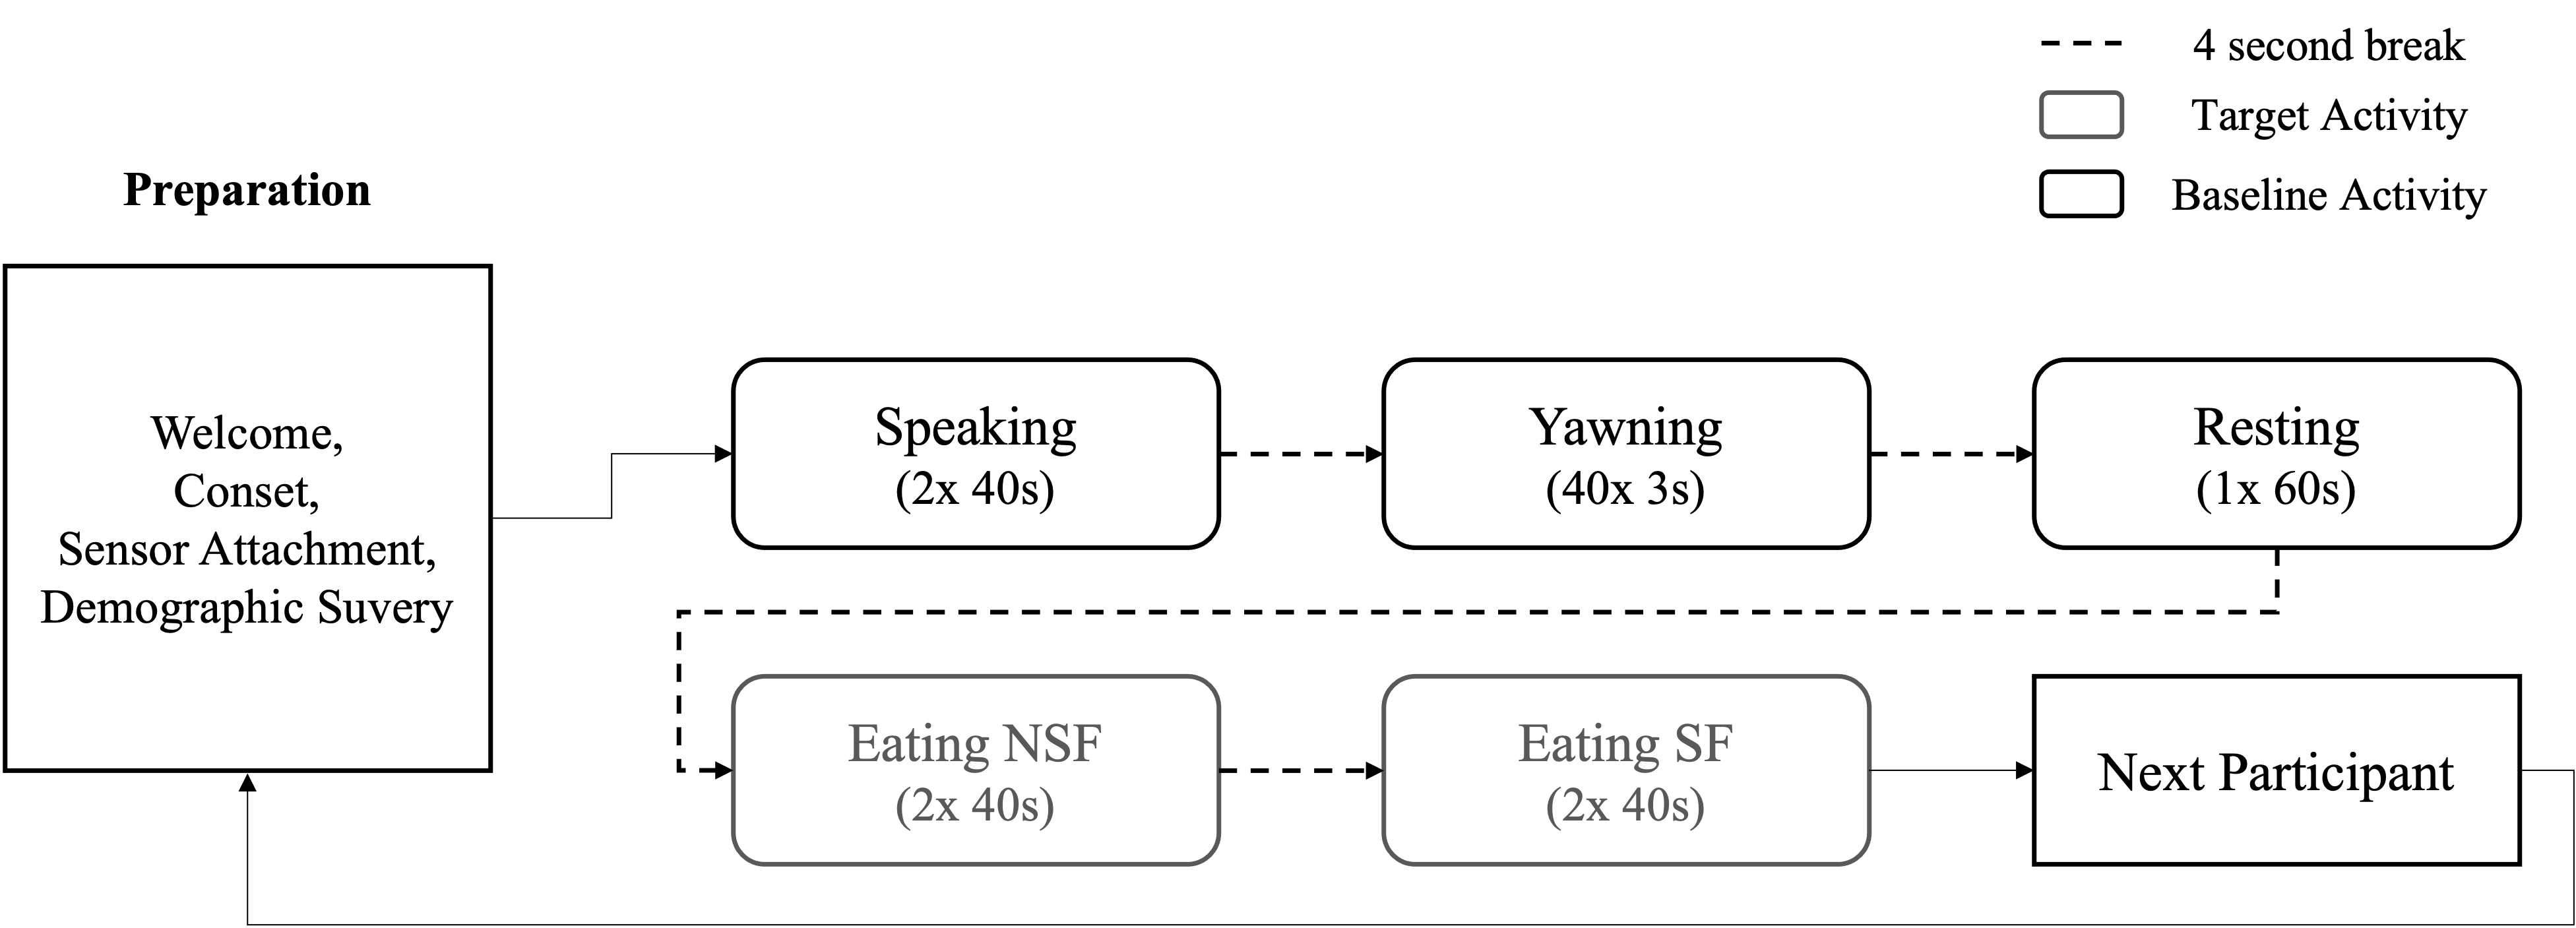 4 second break
Target Activity
Baseline Activity
Preparation
Welcome,
Conset,
Sensor Attachment,
Demographic Suvery
Speaking
(2x 40s)
Yawning
(40x 3s)
Resting
(1x 60s)
Eating NSF
(2x 40s)
Eating SF
(2x 40s)
Next Participant